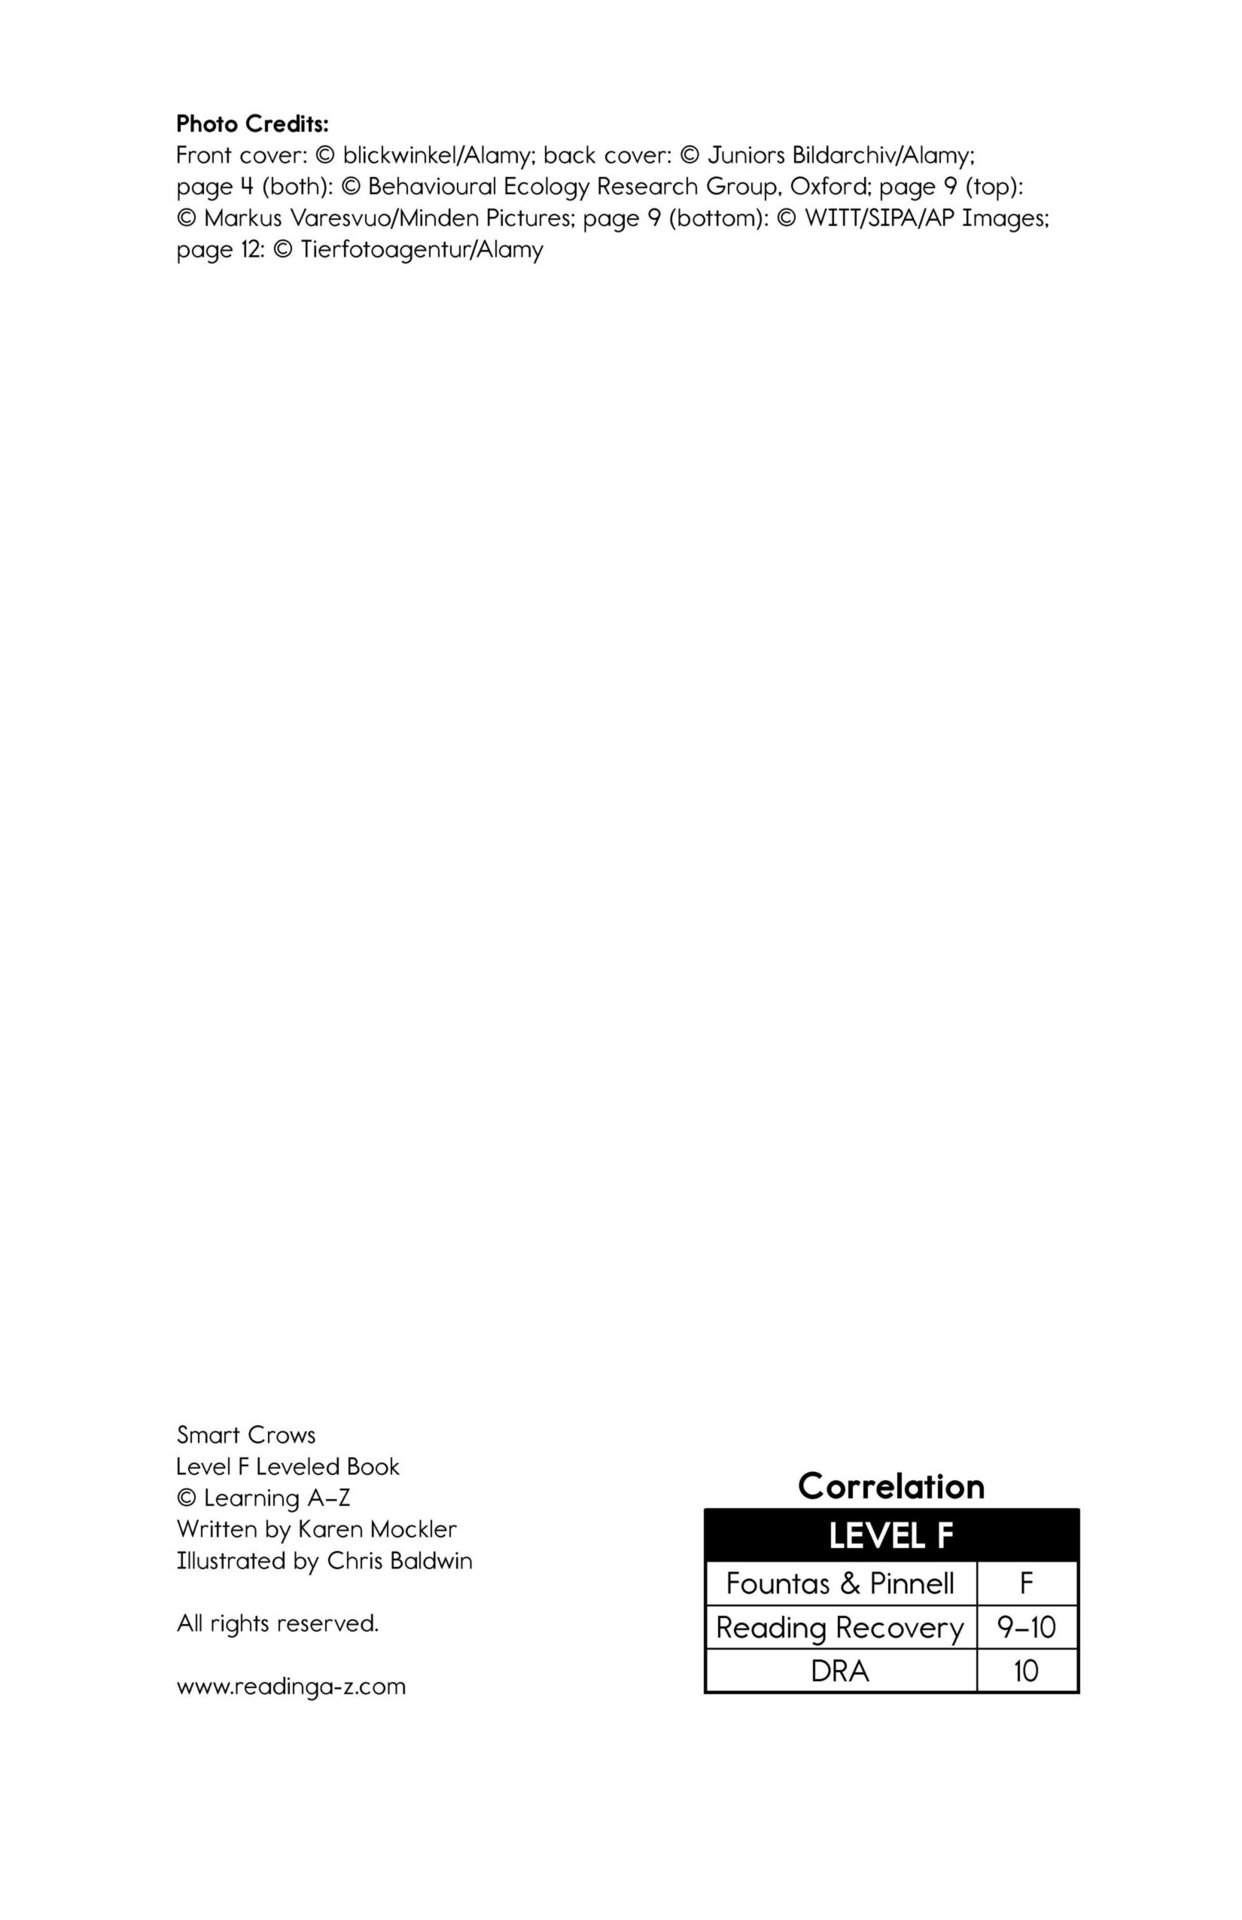 Photo Credits:
Front cover: © blickwinkel/Alamy; back cover: © Juniors Bildarchiv/Alamy;
page 4 (both): © Behavioural Ecology Research Group, Oxford; page 9 (top):
© Markus Varesvuo/Minden Pictures; page 9 (bottom): © WITT/SIPA/AP Images;
page 12: © Tierfotoagentur/Alamy
Smart Crows
Level F Leveled Book
© Learning A–Z
Written by Karen Mockler
Illustrated by Chris Baldwin
All rights reserved.
www.readinga-z.com
Correlation
LEVEL F
Fountas & Pinnell F
Reading Recovery 9–10
DRA 10